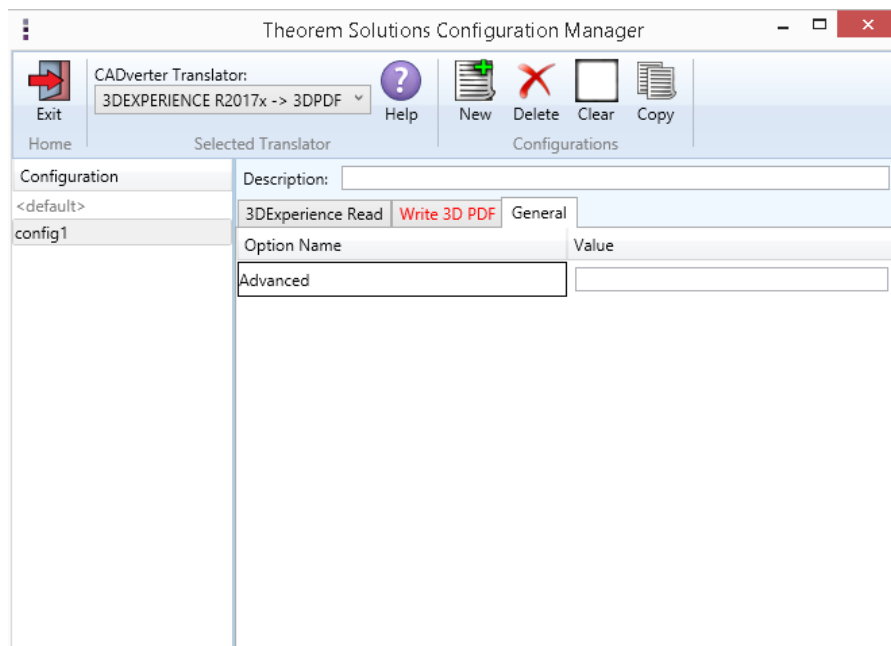 Theorem Solutions Configuration Manager
CADverter Translator:
3DEXPERIENCE R2017x -> 3DPDF
Exit
Help
New
Delete
Clear
Copy
Home
Selected Translator
Configurations
Configuration
<default>
config1
Description:
3DExperience Read
Write 3D PDF
General
Option Name
Value
Advanced